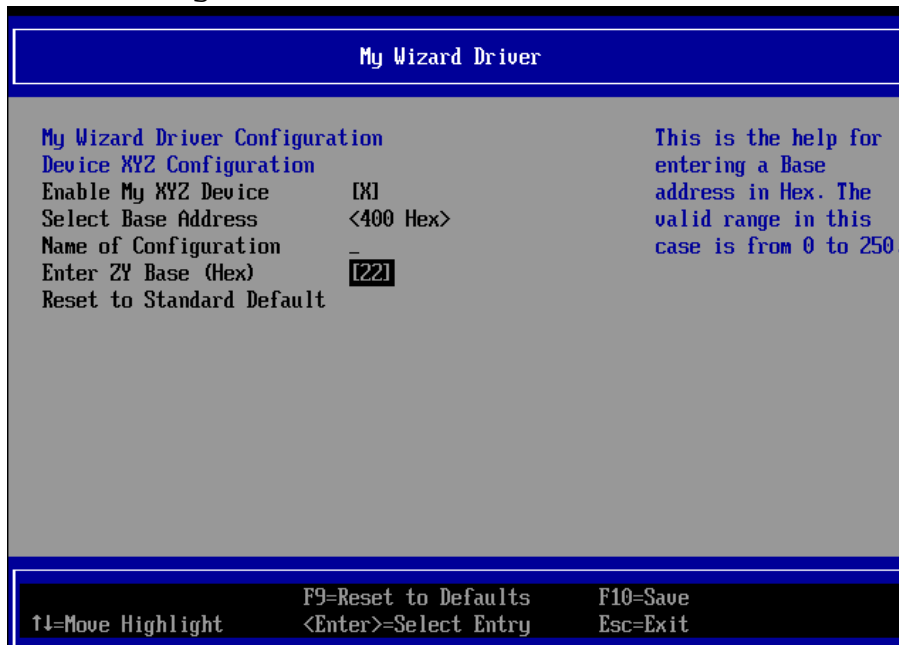 My Wizard Driver
My Wizard Driver Configuration
Device XYZ Configuration
Enable My XYZ Device [X]
Select Base Address <400 Hex>
Name of Configuration _
Enter ZY Base (Hex) [22]
Reset to Standard Default
This is the help for
entering a Base
address in Hex. The
valid range in this
case is from 0 to 250.
F9=Reset to Defaults F10=Save
↑↓=Move Highlight <Enter>=Select Entry Esc=Exit